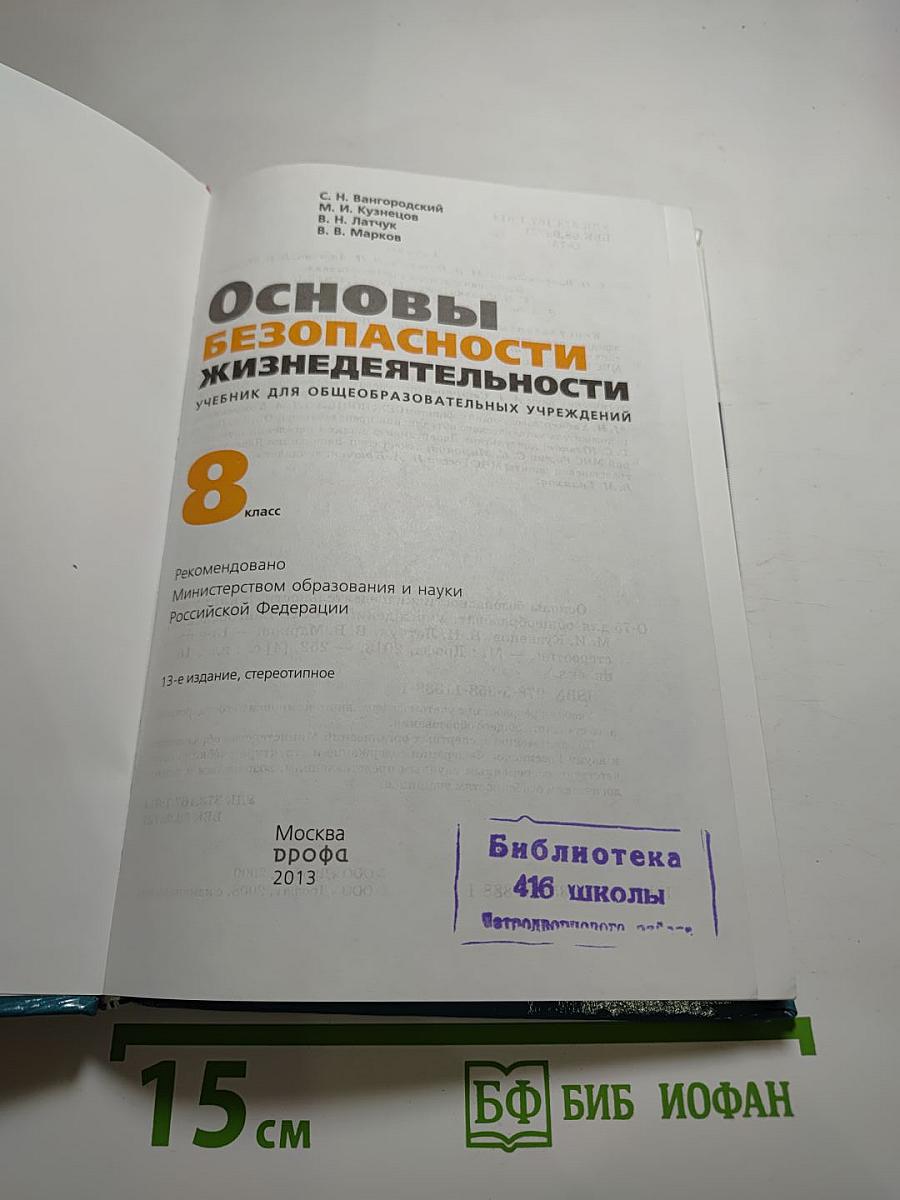 С. Н. Вангородский
М. И. Кузнецов
В. Н. Латчук
В. В. Марков
ОСНОВЫ
БЕЗОПАСНОСТИ
ЖИЗНЕДЕЯТЕЛЬНОСТИ
УЧЕБНИК ДЛЯ ОБЩЕОБРАЗОВАТЕЛЬНЫХ УЧРЕЖДЕНИЙ
8 класс
Рекомендовано
Министерством образования и науки
Российской Федерации
13-е издание, стереотипное
Москва
дрофа
2013
Библиотека
416 школы
Петродворцового
15 см
БФ БИБ ИОФАН